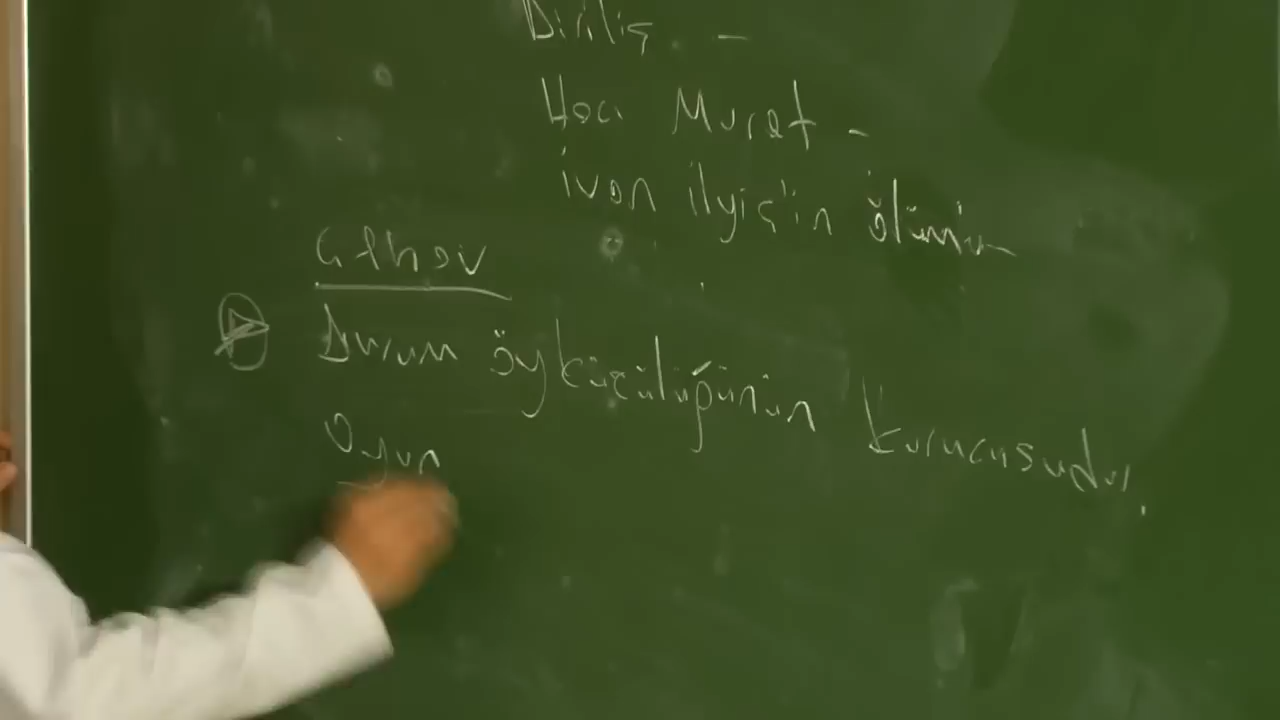 Diriliş -
Hacı Murat -
İvan İlyiç'in ölümü
Çehov
Durum öykücülüğünün kurucusudur.
Oyun